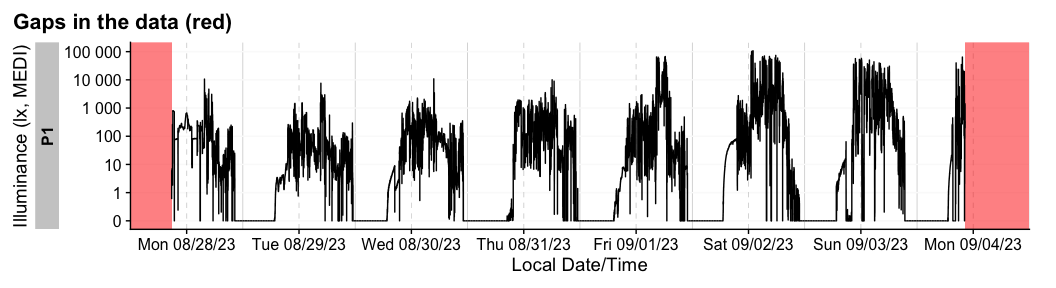 Gaps in the data (red)
Illuminance (lx, MEDI)
P1
100 000
10 000
1 000
100
10
1
0
Mon 08/28/23 Tue 08/29/23 Wed 08/30/23 Thu 08/31/23 Fri 09/01/23 Sat 09/02/23 Sun 09/03/23 Mon 09/04/23
Local Date/Time